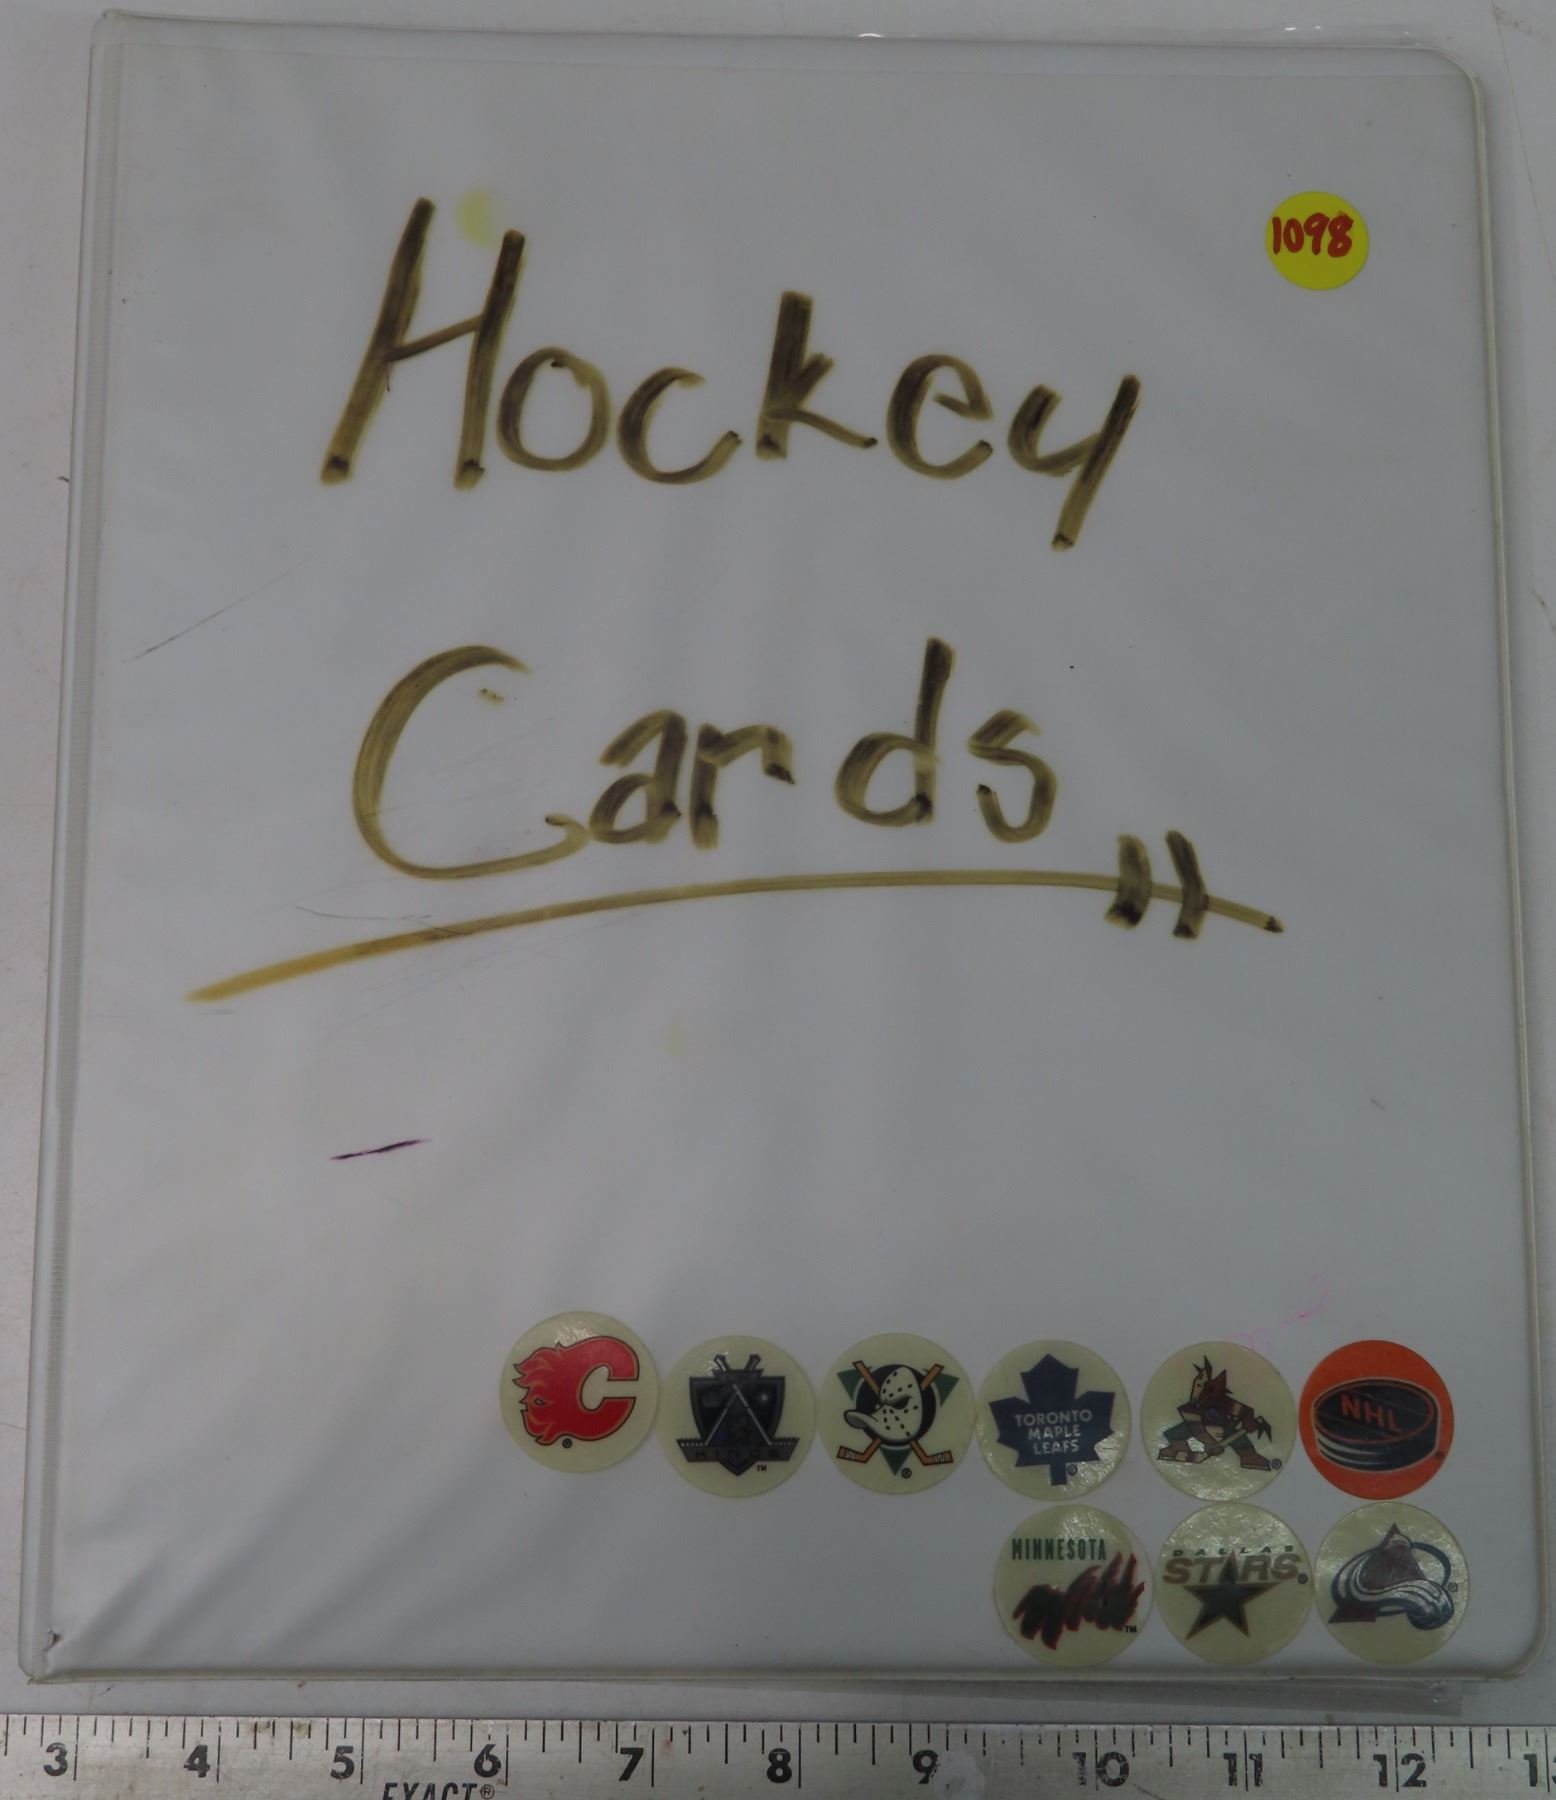 1098
Hockey
Cards
TORONTO
MAPLE
LEAFS
NHL
KINGS
MINNESOTA
DALLAS
STARS
3 4 5 6 7 8 9 10 11 12
EXACT